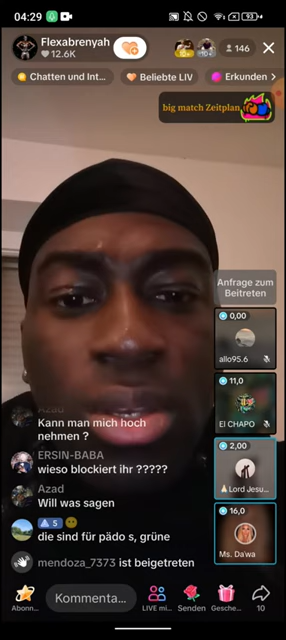 04:29
93
Flexabrenyah
12.6K
146
Chatten und Int...
Beliebte LIV
Erkunden
big match Zeitplan
Anfrage zum
Beitreten
0,00
allo95.6
11,0
El CHAPO
2,00
Lord Jesu...
16,0
Ms. Da'wa
Azad
Kann man mich hoch
nehmen ?
ERSIN-BABA
wieso blockiert ihr ?????
Azad
Will was sagen
5
die sind für pädo s, grüne
mendoza_7373 ist beigetreten
Kommenta...
Abonn...
LIVE mi...
Senden
Gesche...
10